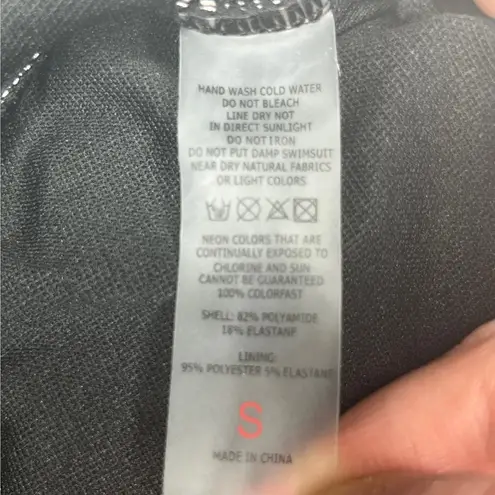 HAND WASH COLD WATER
DO NOT BLEACH
LINE DRY NOT
IN DIRECT SUNLIGHT
DO NOT IRON
DO NOT PUT DAMP SWIMSUIT
NEAR DRY NATURAL FABRICS
OR LIGHT COLORS
NEON COLORS THAT ARE
CONTINUALLY EXPOSED TO
CHLORINE AND SUN
CANNOT BE GUARANTEED
100% COLORFAST
SHELL: 82% POLYAMIDE
18% ELASTANE
LINING:
95% POLYESTER 5% ELASTANE
S
MADE IN CHINA